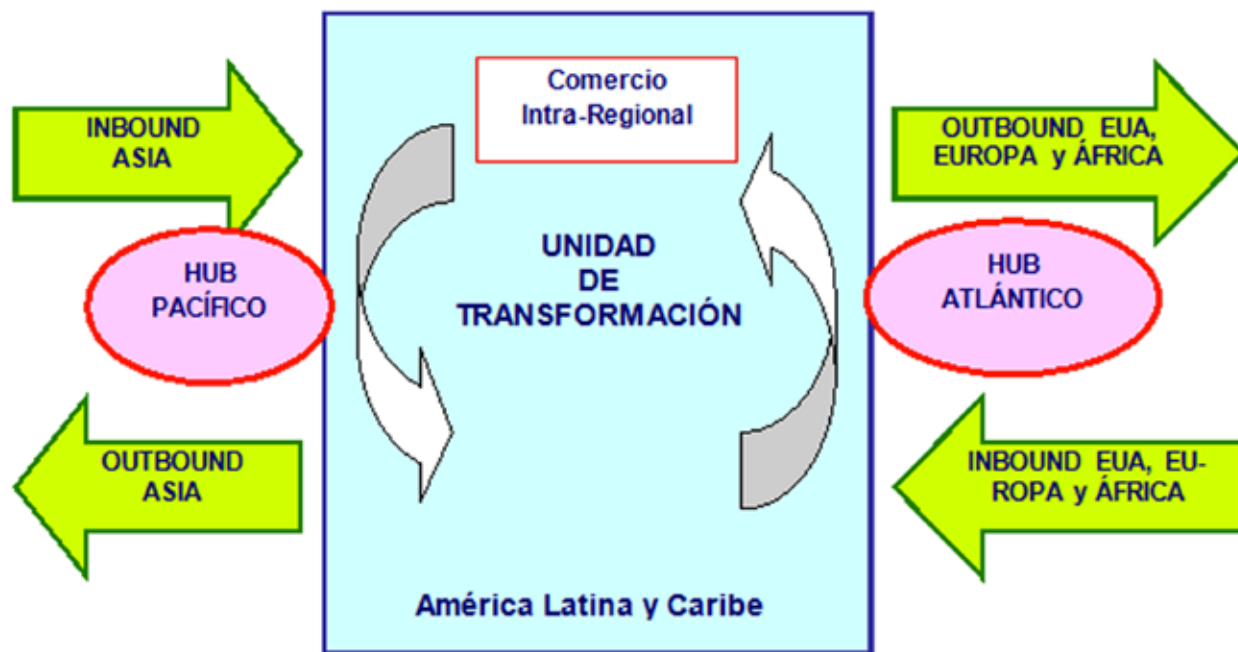 Comercio
Intra-Regional
INBOUND
ASIA
OUTBOUND EUA,
EUROPA y ÁFRICA
HUB
PACÍFICO
UNIDAD
DE
TRANSFORMACIÓN
HUB
ATLÁNTICO
OUTBOUND
ASIA
INBOUND EUA, EU-
ROPA y ÁFRICA
América Latina y Caribe